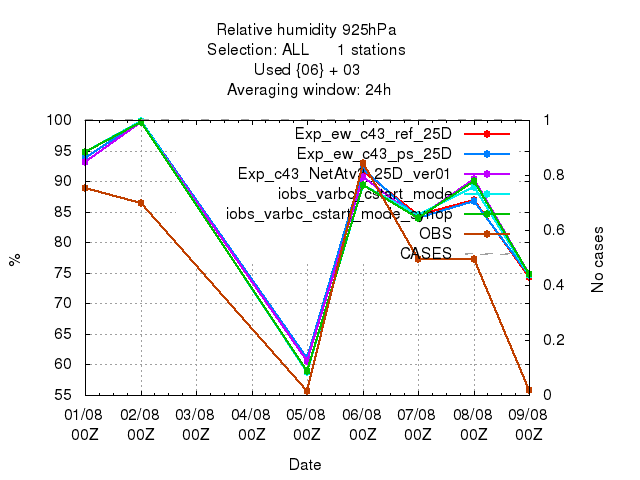 Relative humidity 925hPa
Selection: ALL 1 stations
Used {06} + 03
Averaging window: 24h
Exp_ew_c43_ref_25D
Exp_ew_c43_ps_25D
Exp_c43_NetAtv2_25D_ver01
iobs_varbc_cstart_mode
iobs_varbc_cstart_mode_synop
OBS
CASES
100
95
90
85
80
75
70
65
60
55
%
1
0.8
0.6
0.4
0.2
0
No cases
01/08 02/08 03/08 04/08 05/08 06/08 07/08 08/08 09/08
00Z 00Z 00Z 00Z 00Z 00Z 00Z 00Z 00Z
Date